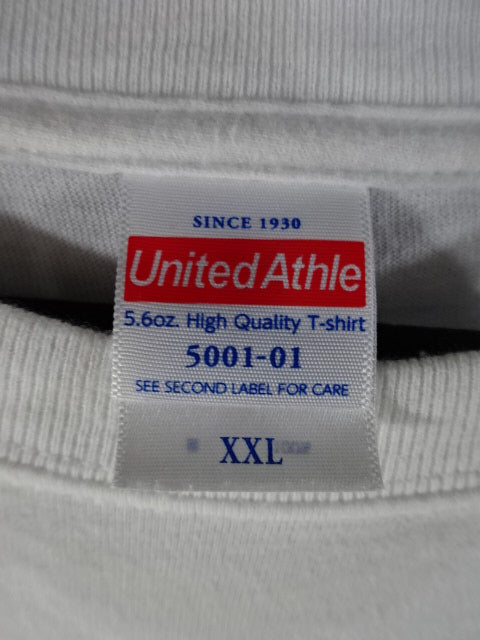 SINCE 1930
United Athle
5.6oz. High Quality T-shirt
5001-01
SEE SECOND LABEL FOR CARE
XXL